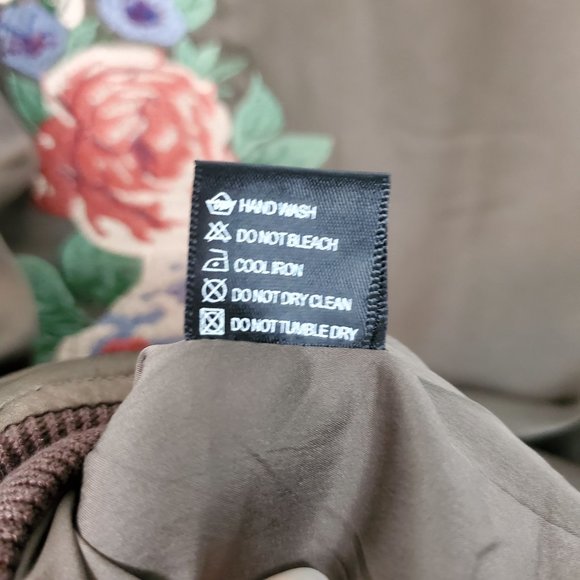 HAND WASH
DO NOT BLEACH
COOL IRON
DO NOT DRY CLEAN
DO NOT TUMBLE DRY